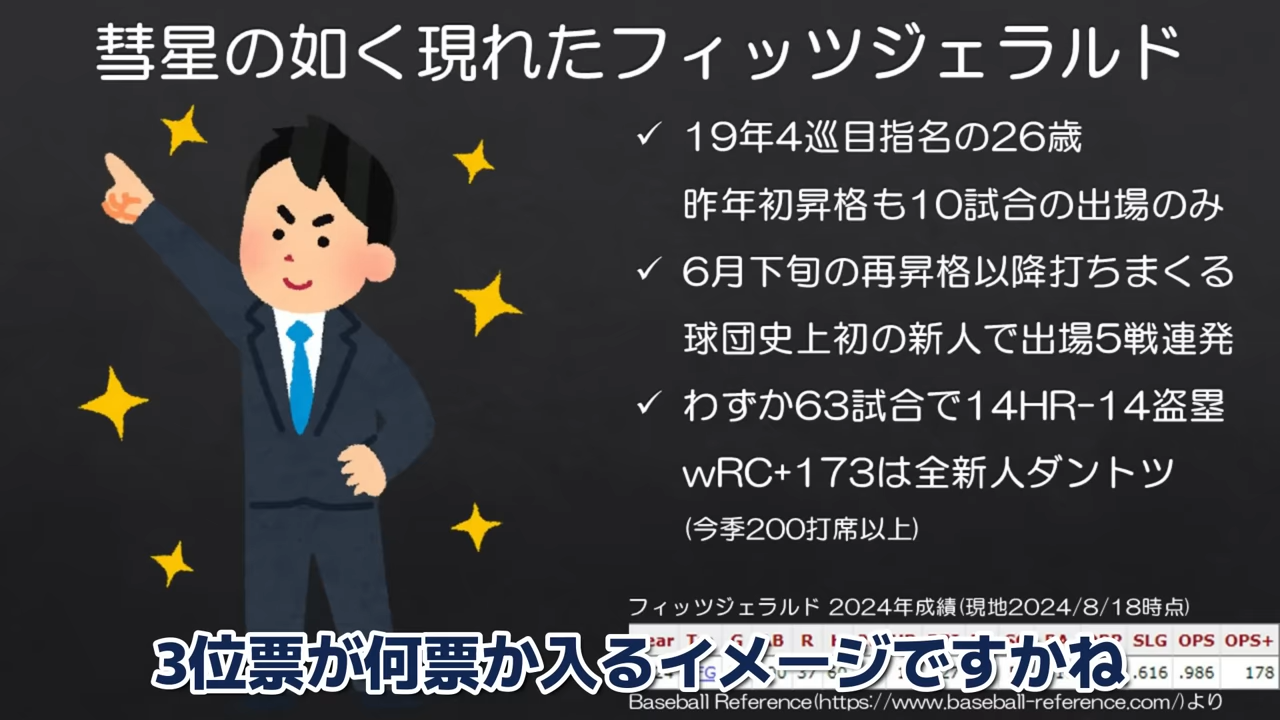 彗星の如く現れたフィッツジェラルド
✓ 19年4巡目指名の26歳
昨年初昇格も10試合の出場のみ
✓ 6月下旬の再昇格以降打ちまくる
球団史上初の新人で出場5戦連発
✓ わずか63試合で14HR-14盗塁
wRC+173は全新人ダントツ
(今季200打席以上)
フィッツジェラルド 2024年成績(現地2024/8/18時点)
R SLG OPS OPS+
.616 .986 178
3位票が何票か入るイメージですかね
Baseball Reference(https://www.baseball-reference.com/)より